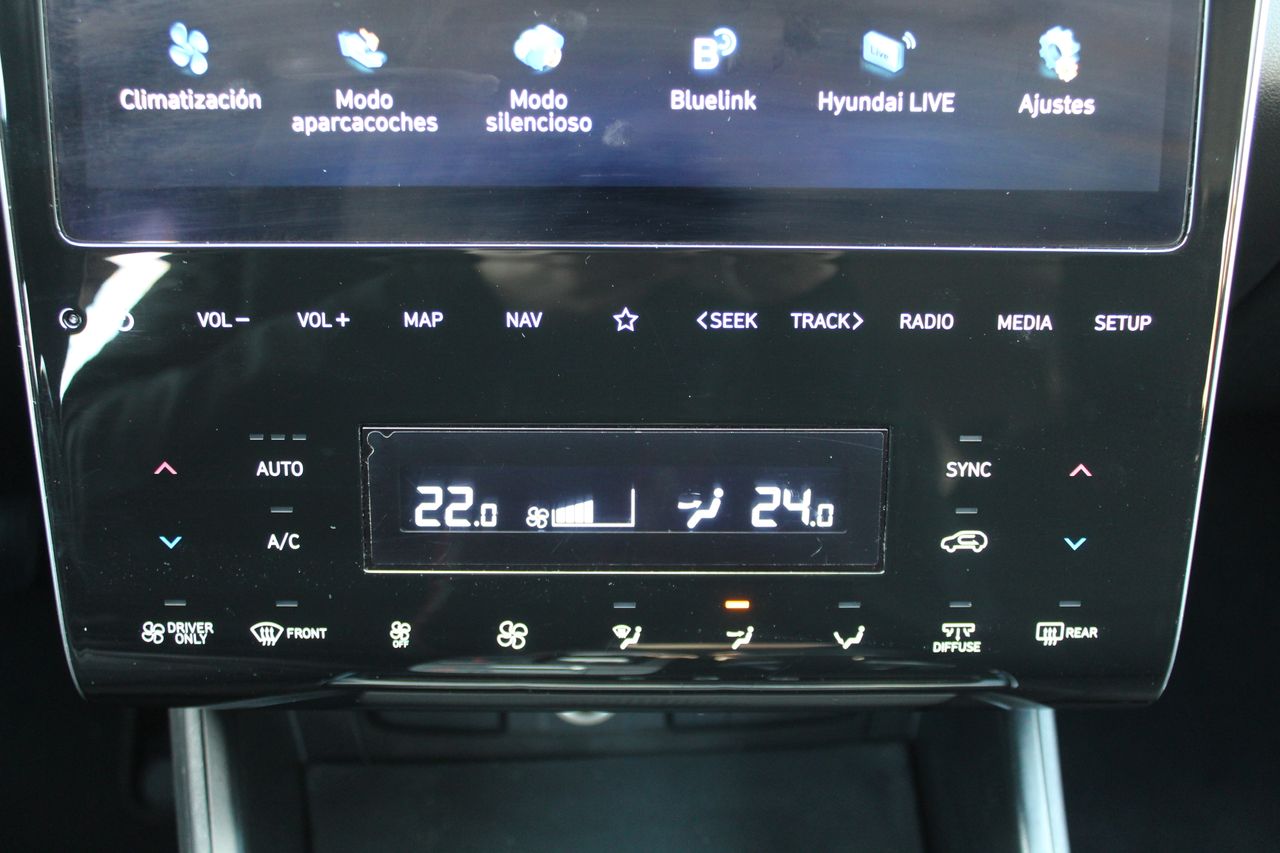 Climatización
Modo
aparcacoches
Modo
silencioso
B
Bluelink
Live
Hyundai LIVE
Ajustes
VOL− VOL+ MAP NAV <SEEK TRACK> RADIO MEDIA SETUP
AUTO
SYNC
22.0 24.0
A/C
DRIVER
ONLY
FRONT
OFF
DIFFUSE
REAR